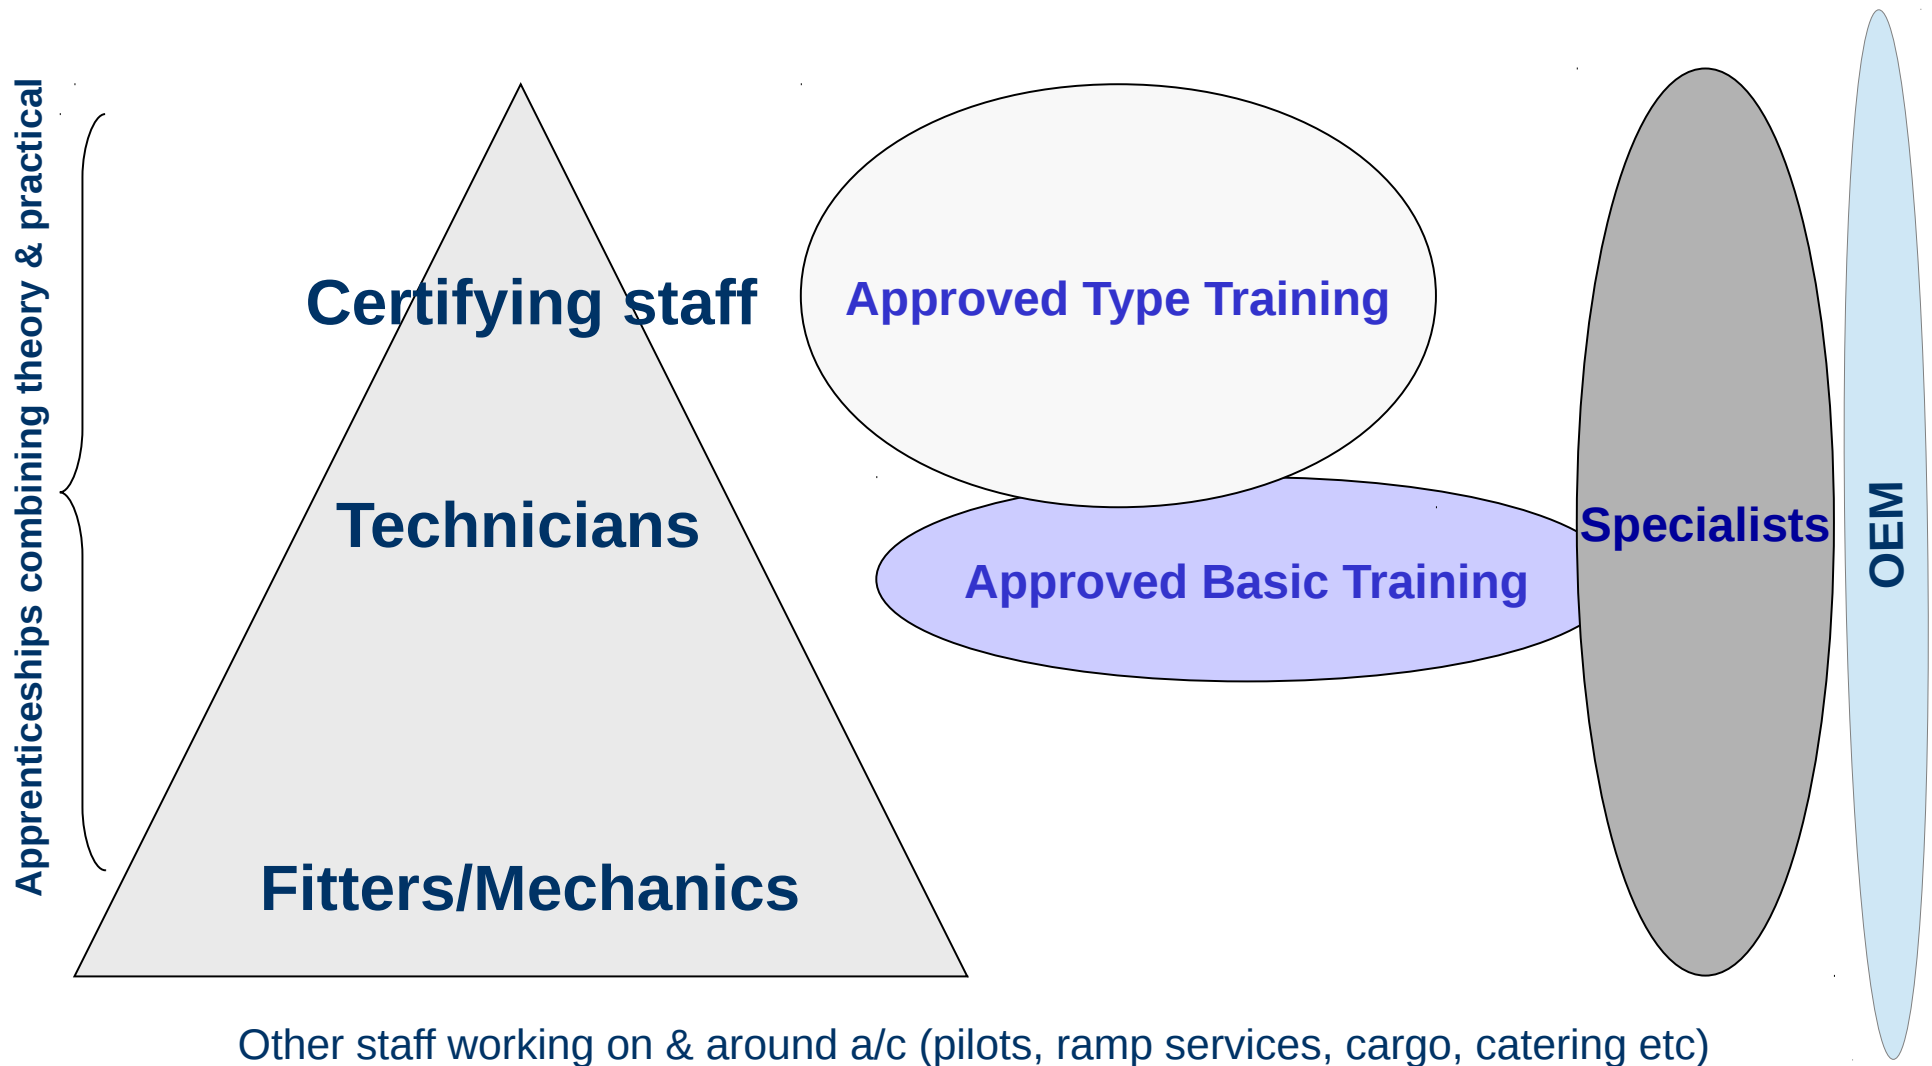 Apprenticeships combining theory & practical
Certifying staff
Approved Type Training
Technicians
Specialists
OEM
Approved Basic Training
Fitters/Mechanics
Other staff working on & around a/c (pilots, ramp services, cargo, catering etc)